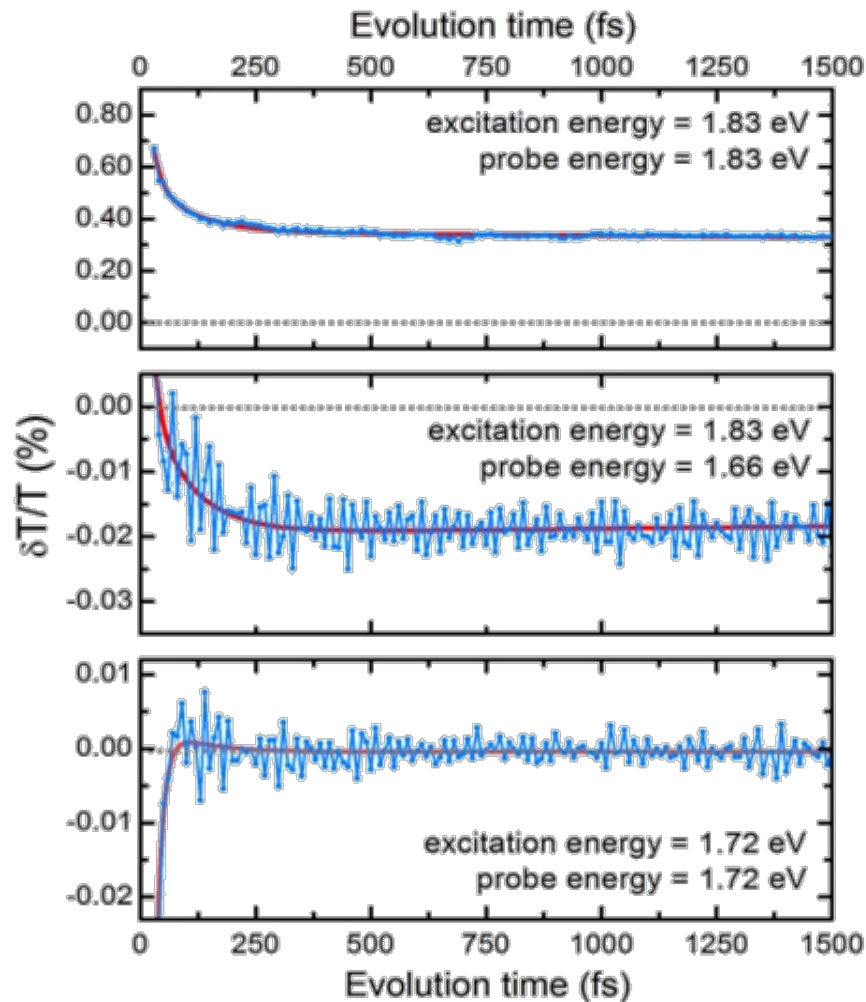 Evolution time (fs)
0 250 500 750 1000 1250 1500
0.80
0.60
0.40
0.20
0.00
excitation energy = 1.83 eV
probe energy = 1.83 eV
δT/T (%)
0.00
-0.01
-0.02
-0.03
excitation energy = 1.83 eV
probe energy = 1.66 eV
0.01
0.00
-0.01
-0.02
excitation energy = 1.72 eV
probe energy = 1.72 eV
0 250 500 750 1000 1250 1500
Evolution time (fs)